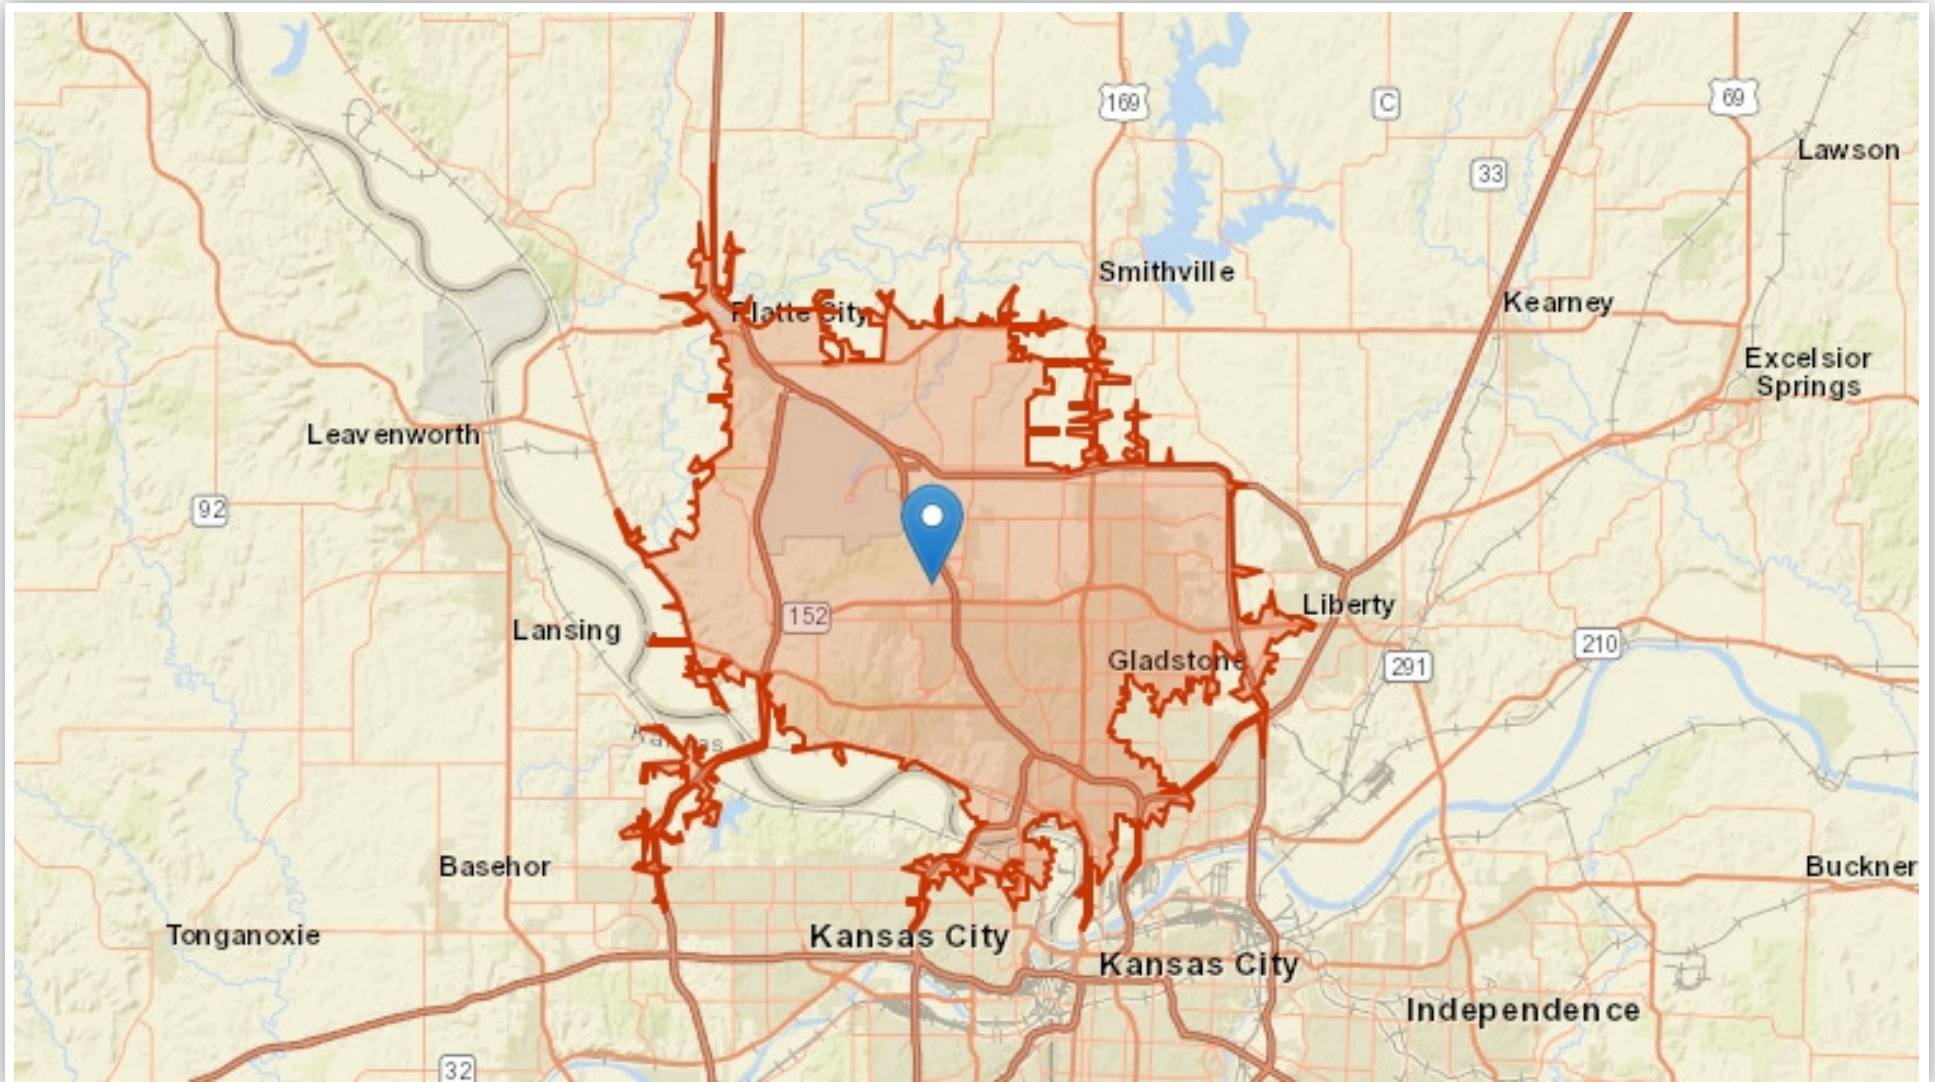 169
C
69
Lawson
33
Smithville
Kearney
Platte City
Excelsior
Springs
Leavenworth
92
152
Liberty
Lansing
210
Gladstone
291
Kansas
Basehor
Buckner
Tonganoxie
Kansas City
Kansas City
Independence
32